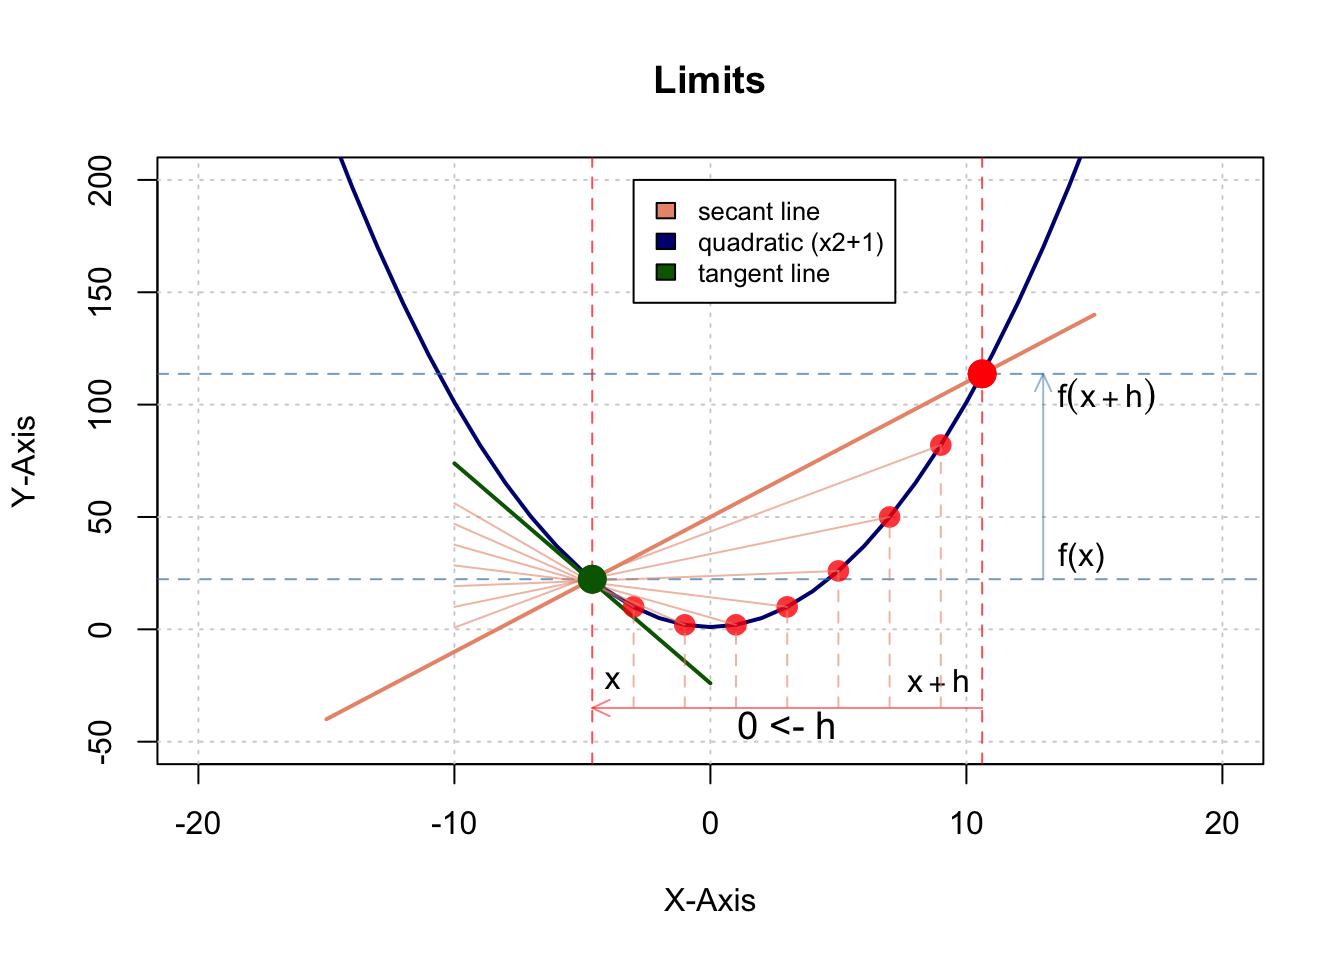 Limits
secant line
quadratic (x2+1)
tangent line
f(x + h)
f(x)
x
x + h
0 <- h
Y-Axis
200
150
100
50
0
-50
-20
-10
0
10
20
X-Axis